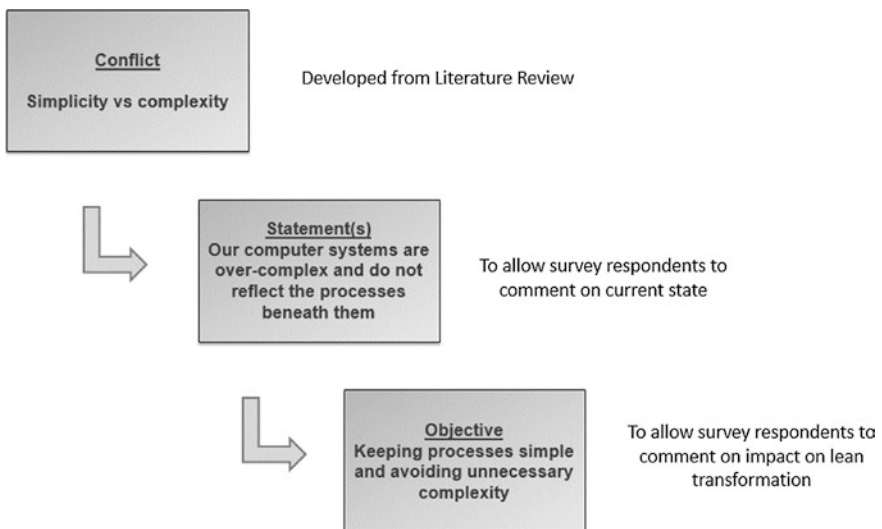 Conflict
Simplicity vs complexity
Developed from Literature Review
Statement(s)
Our computer systems are
over-complex and do not
reflect the processes
beneath them
To allow survey respondents to
comment on current state
Objective
Keeping processes simple
and avoiding unnecessary
complexity
To allow survey respondents to
comment on impact on lean
transformation